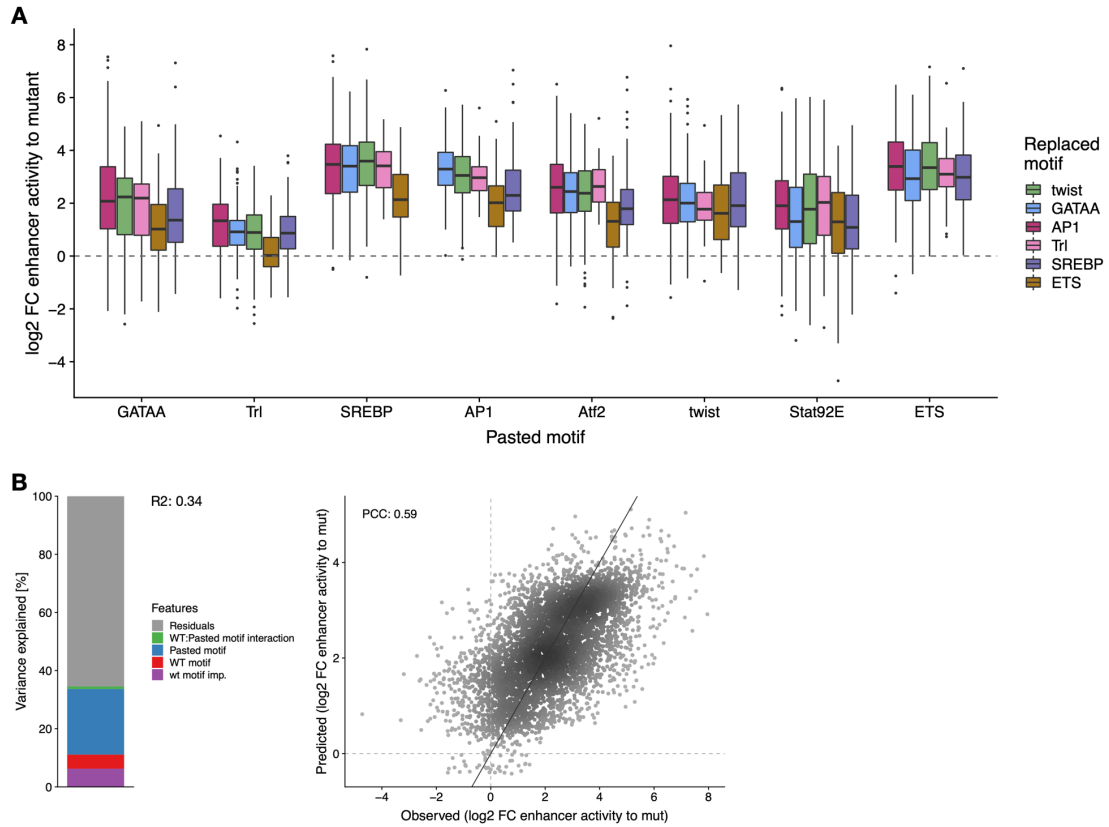 A
log2 FC enhancer activity to mutant
8
6
4
2
0
−2
−4
GATAA Trl SREBP AP1 Atf2 twist Stat92E ETS
Pasted motif
Replaced
motif
twist
GATAA
AP1
Trl
SREBP
ETS
B
Variance explained [%]
100
80
60
40
20
0
R2: 0.34
Features
Residuals
WT:Pasted motif interaction
Pasted motif
WT motif
wt motif imp.
Predicted (log2 FC enhancer activity to mut)
PCC: 0.59
4
2
0
−4 −2 0 2 4 6 8
Observed (log2 FC enhancer activity to mut)